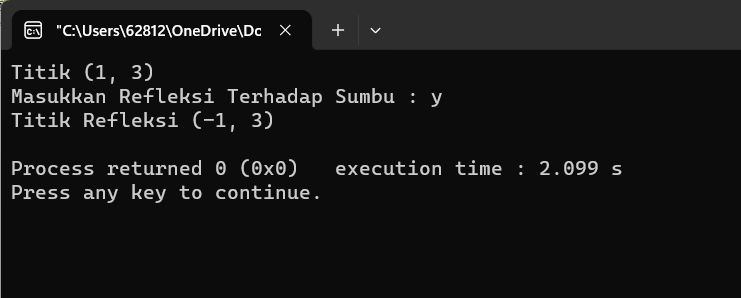 "C:\Users\62812\OneDrive\Dc
Titik (1, 3)
Masukkan Refleksi Terhadap Sumbu : y
Titik Refleksi (-1, 3)
Process returned 0 (0x0)   execution time : 2.099 s
Press any key to continue.